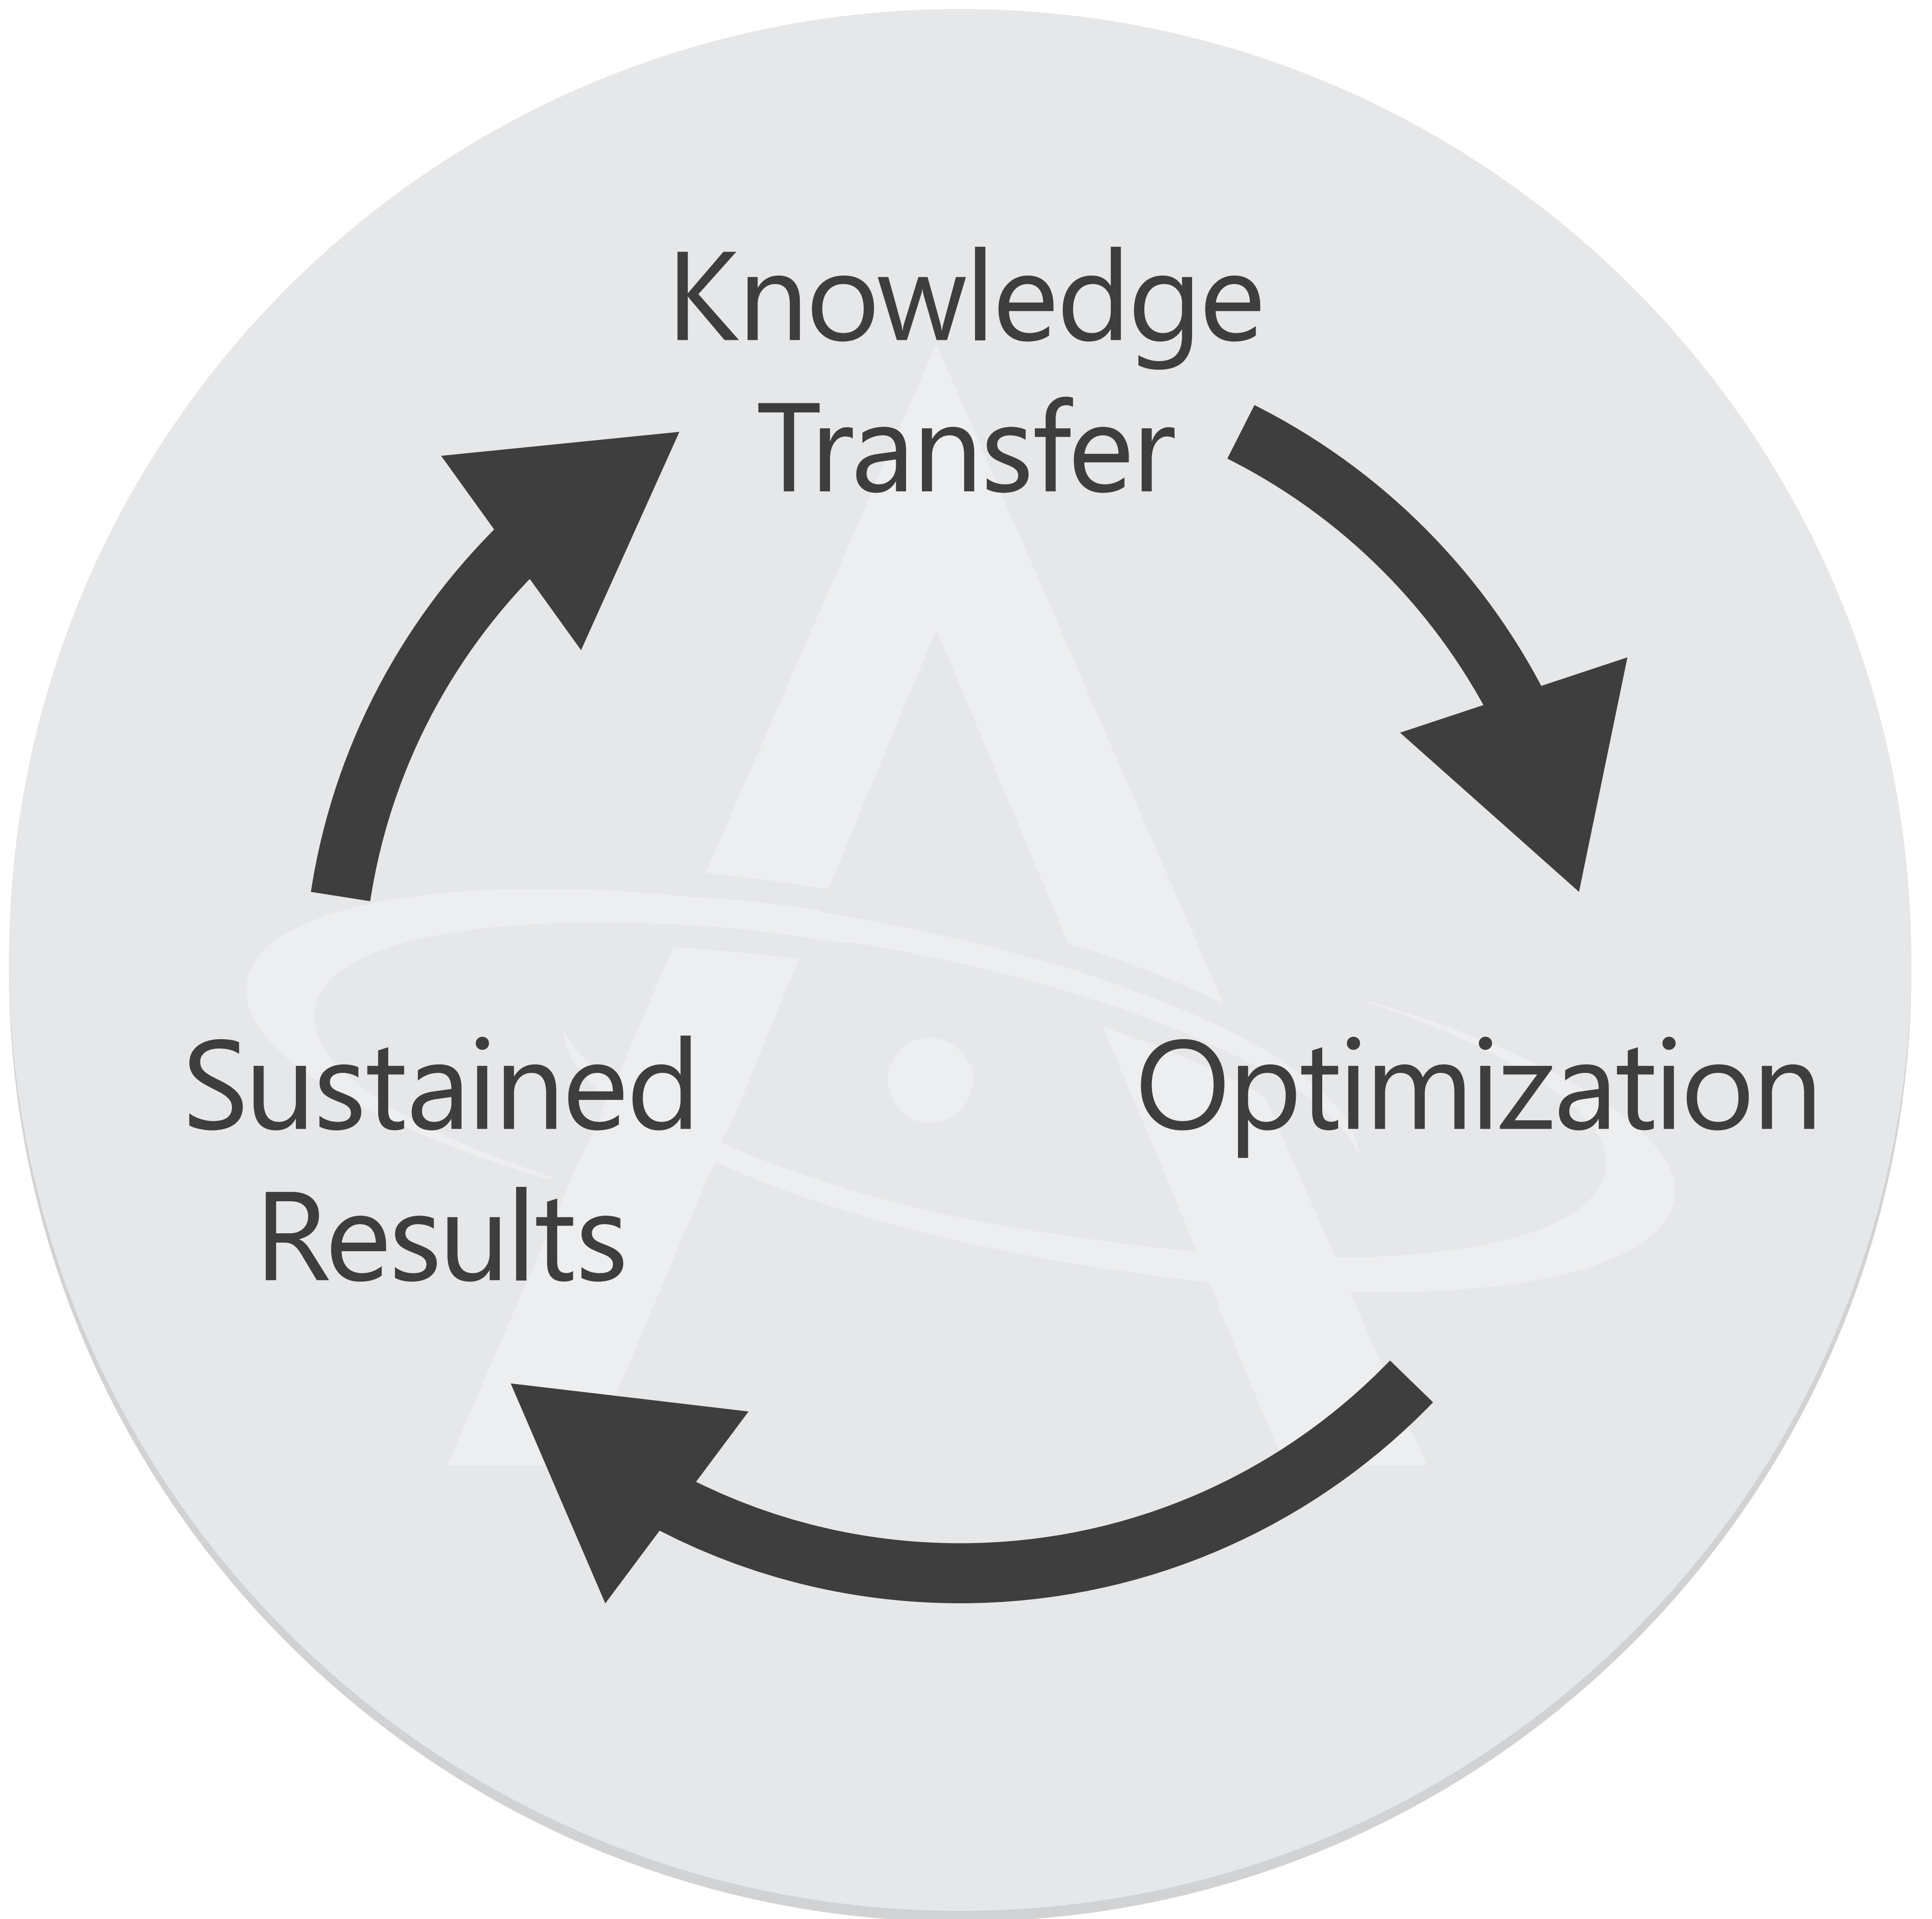 Knowledge
Transfer
Optimization
Sustained
Results